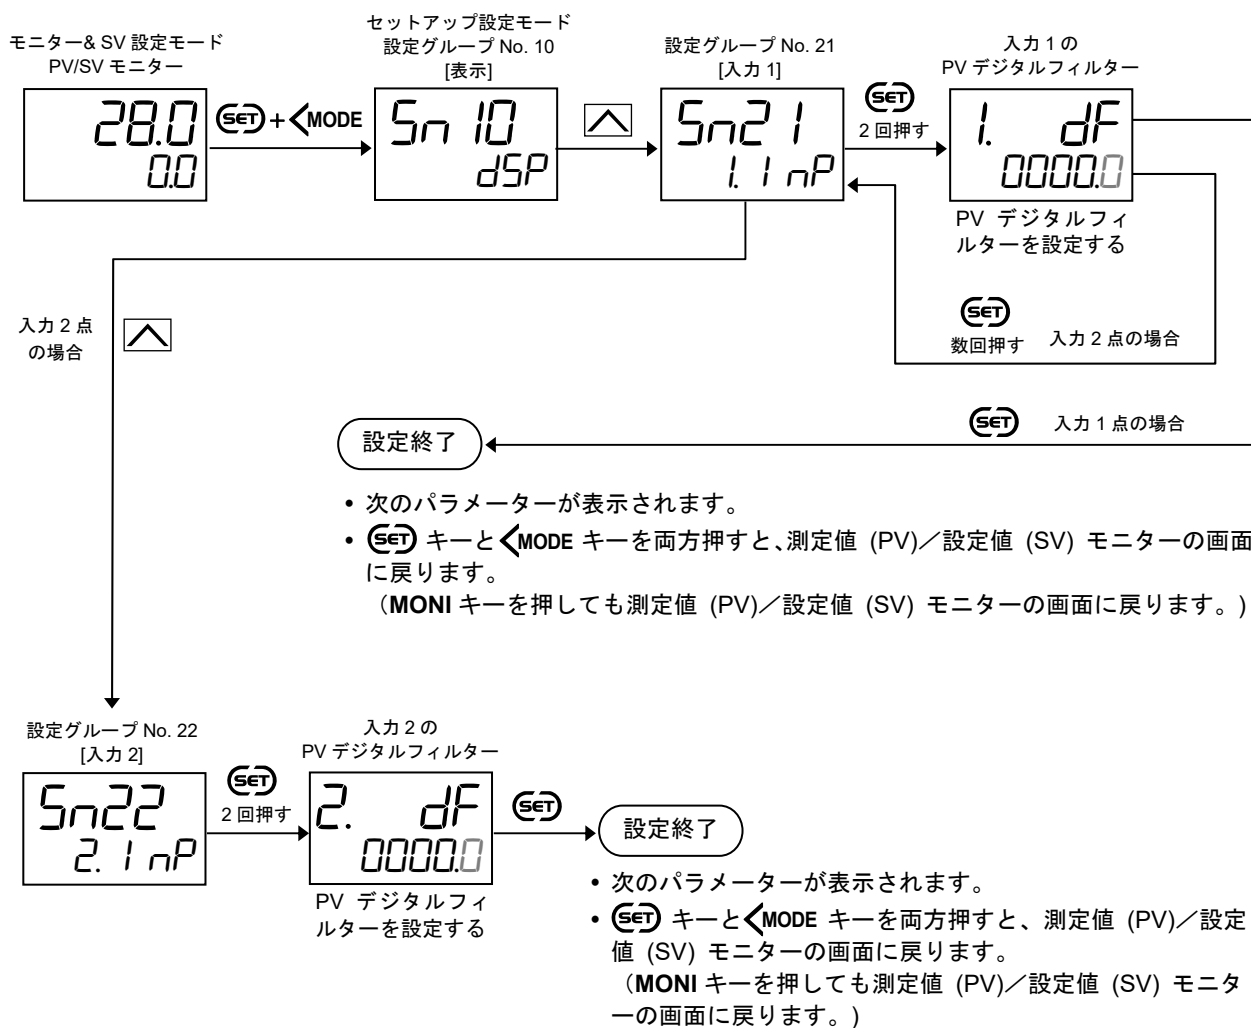 モニター& SV 設定モード
PV/SV モニター
28.0
0.0
SET + <MODE
セットアップ設定モード
設定グループ No. 10
[表示]
Sn 10
dSP
設定グループ No. 21
[入力 1]
Sn21
1. InP
SET
2 回押す
入力 1 の
PV デジタルフィルター
1. dF
0000.0
PV デジタルフィ
ルターを設定する
SET
数回押す
入力 2 点の場合
入力 2 点
の場合
SET
入力 1 点の場合
設定終了
• 次のパラメーターが表示されます。
• SET キーと<MODE キーを両方押すと、測定値 (PV)／設定値 (SV) モニターの画面
に戻ります。
（MONI キーを押しても測定値 (PV)／設定値 (SV) モニターの画面に戻ります。)
設定グループ No. 22
[入力 2]
Sn22
2. InP
SET
2 回押す
入力 2 の
PV デジタルフィルター
2. dF
0000.0
PV デジタルフィ
ルターを設定する
SET
設定終了
• 次のパラメーターが表示されます。
• SET キーと<MODE キーを両方押すと、測定値 (PV)／設定
値 (SV) モニターの画面に戻ります。
（MONI キーを押しても測定値 (PV)／設定値 (SV) モニタ
ーの画面に戻ります。)